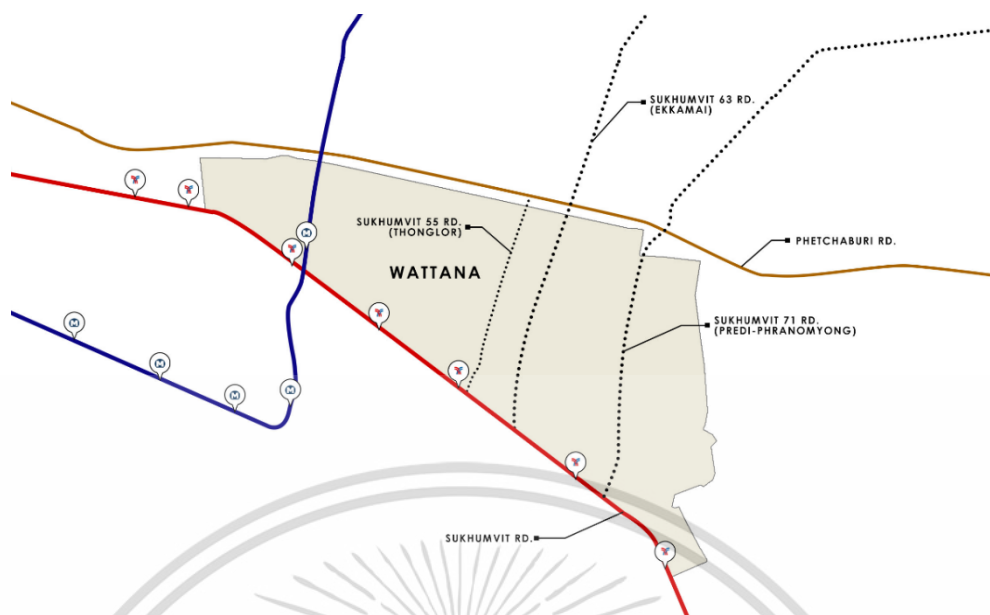 SUKHUMVIT 63 RD.
(EKKAMAI)
SUKHUMVIT 55 RD.
(THONGLOR)
PHETCHABURI RD.
WATTANA
SUKHUMVIT 71 RD.
(PREDI-PHRANOMYONG)
SUKHUMVIT RD.